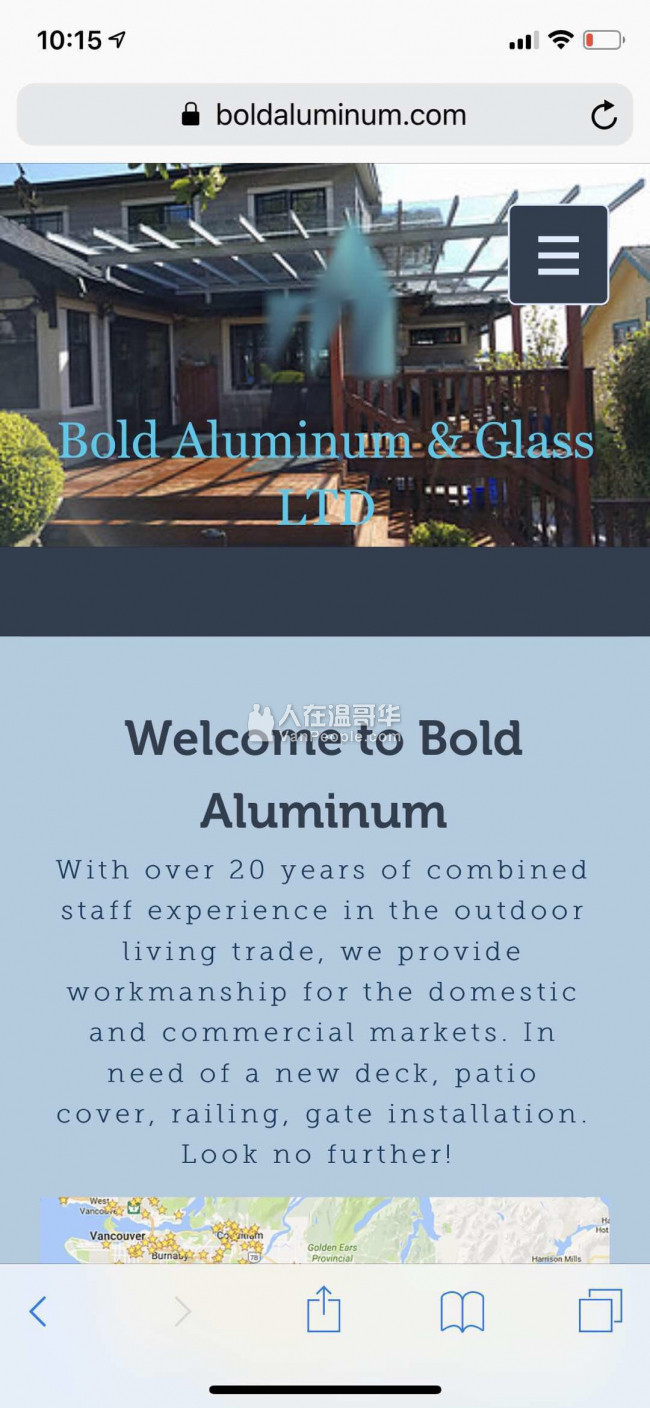 10:15
boldaluminum.com
Bold Aluminum & Glass
LTD
人在温哥华
VanPeople.com
Welcome to Bold
Aluminum
With over 20 years of combined
staff experience in the outdoor
living trade, we provide
workmanship for the domestic
and commercial markets. In
need of a new deck, patio
cover, railing, gate installation.
Look no further!
West
Vancouver
Vancouver
Burnaby
Coquitlam
78
Golden Ears
Provincial
Harrison Mills
Ha
Hot